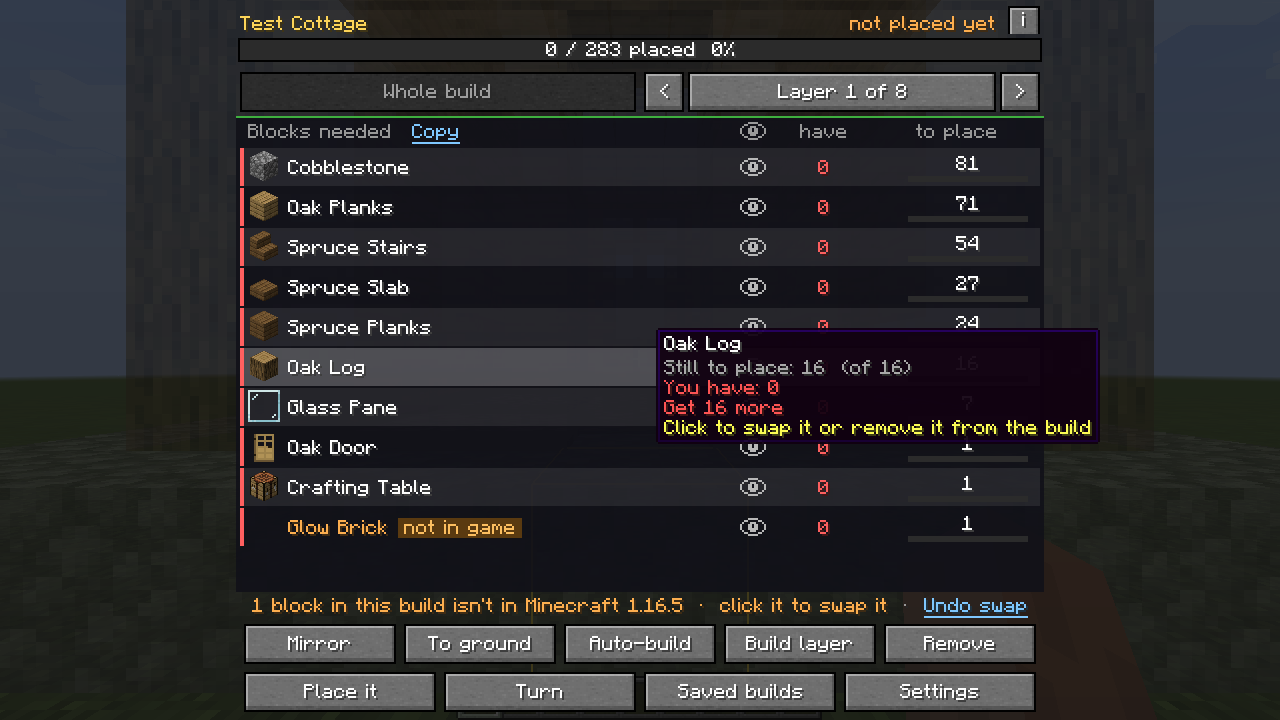 Test Cottage not placed yet i
0 / 283 placed 0%
Whole build < Layer 1 of 8 >
Blocks needed Copy have to place
Cobblestone 0 81
Oak Planks 0 71
Spruce Stairs 0 54
Spruce Slab 0 27
Spruce Planks 0 24
Oak Log 16
Glass Pane 0 7
Oak Door 0 1
Crafting Table 0 1
Glow Brick not in game 0 1
Oak Log
Still to place: 16 (of 16)
You have: 0
Get 16 more
Click to swap it or remove it from the build
1 block in this build isn't in Minecraft 1.16.5 · click it to swap it · Undo swap
Mirror To ground Auto-build Build layer Remove
Place it Turn Saved builds Settings